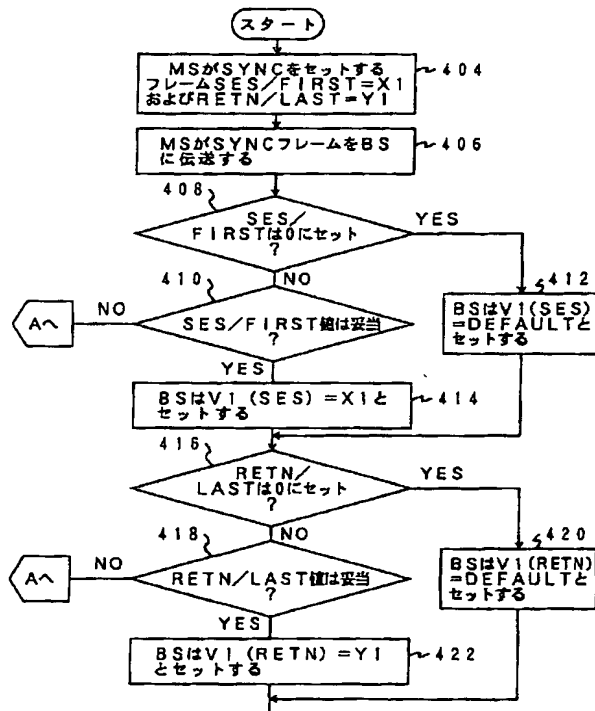 スタート
MSがSYNCをセットする
フレームSES/FIRST=X1
およびRETN/LAST=Y1
404
MSがSYNCフレームをBS
に伝送する
406
408
SES/
FIRSTは0にセット
?
YES
NO
410
412
Aへ
NO
SES/FIRST値は妥当
?
BSはV1(SES)
=DEFAULTと
セットする
YES
BSはV1(SES)=X1と
セットする
414
416
RETN/
LASTは0にセット
?
YES
NO
418
420
Aへ
NO
RETN/LAST値は妥当
?
BSはV1(RETN)
=DEFAULTと
セットする
YES
BSはV1(RETN)=Y1
とセットする
422